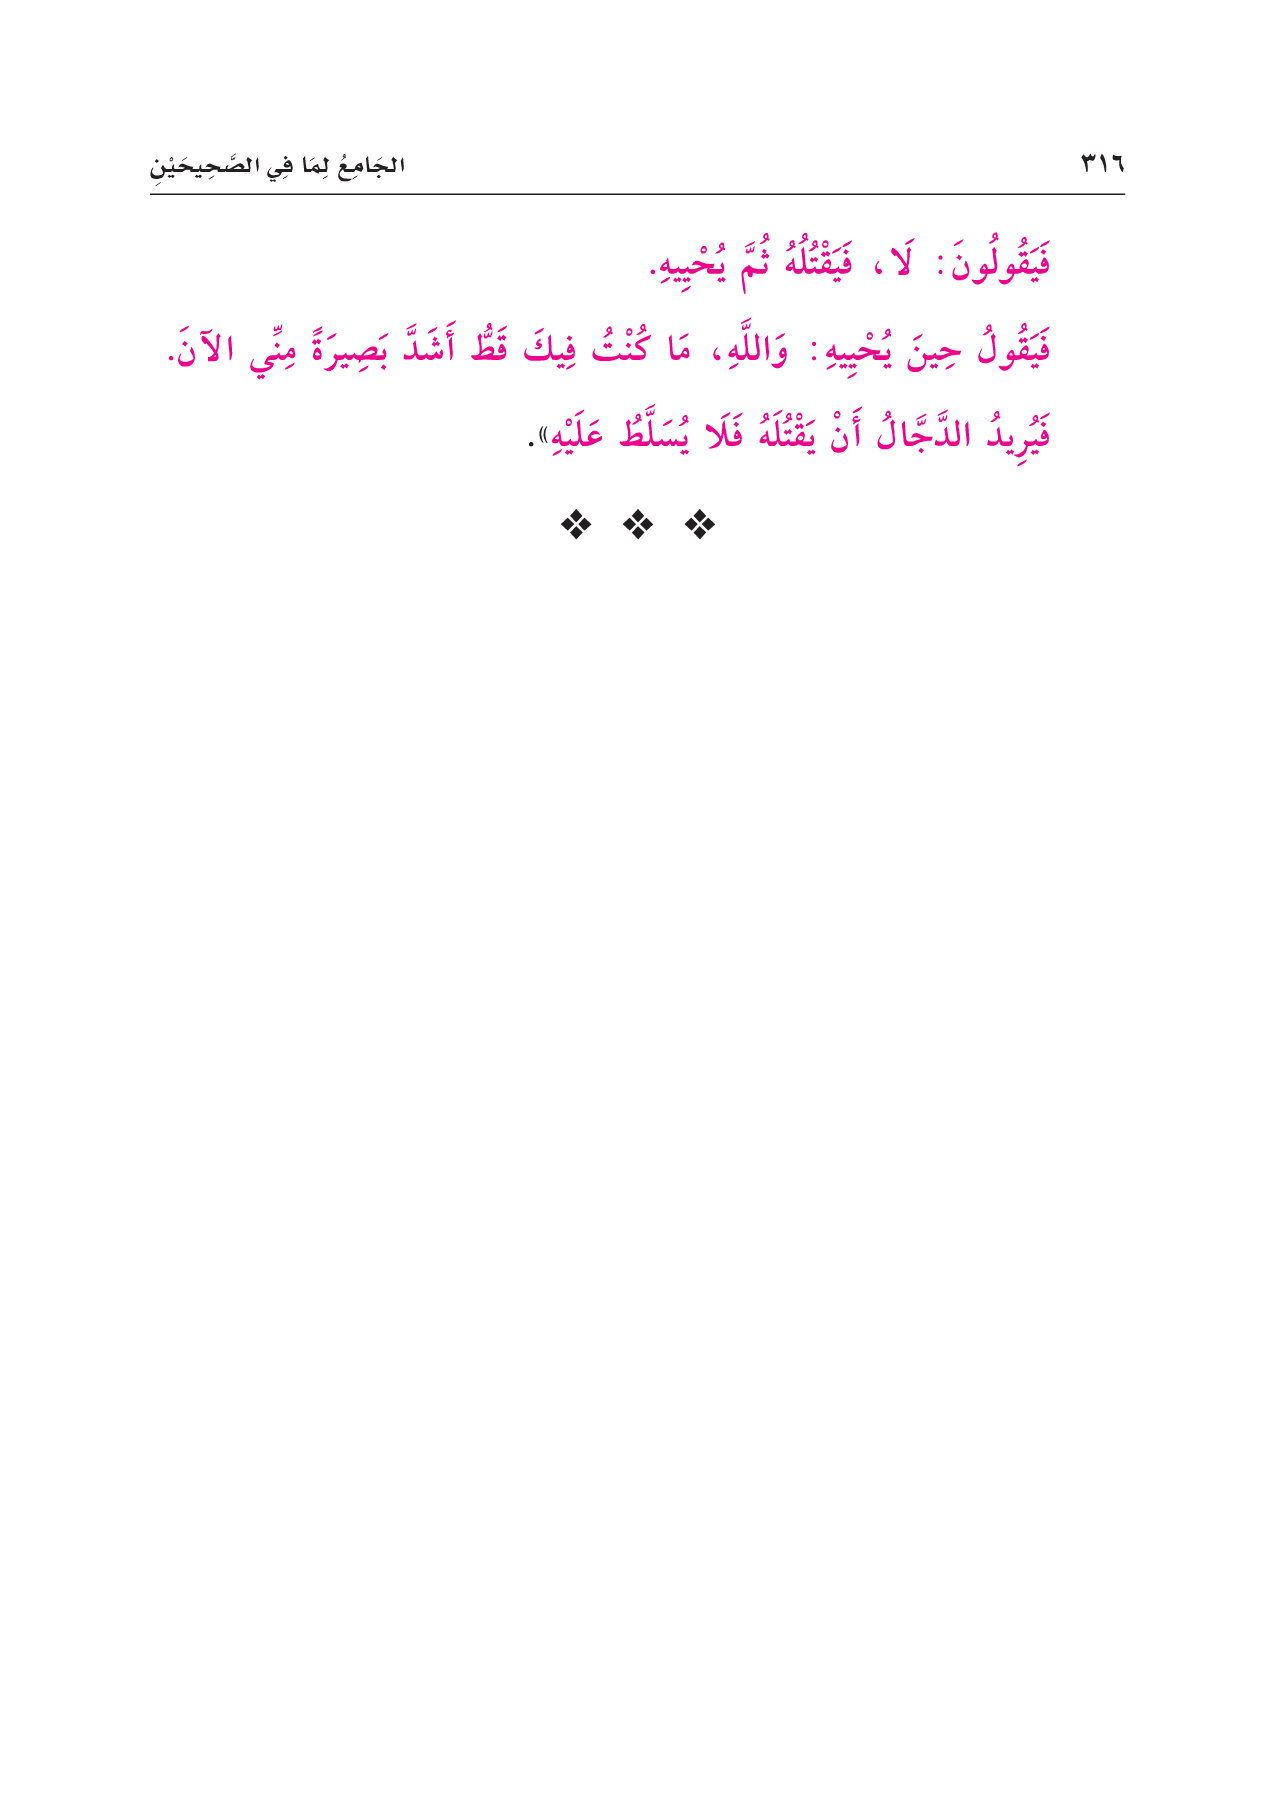 ٣١٦
الجَامِعُ لِمَا فِي الصَّحِيحَيْنِ
فَيَقُولُونَ: لَا، فَيَقْتُلُهُ ثُمَّ يُحْيِيهِ.
فَيَقُولُ حِينَ يُحْيِيهِ: وَاللَّهِ، مَا كُنْتُ فِيكَ قَطُّ أَشَدَّ بَصِيرَةً مِنِّي الآنَ.
فَيُرِيدُ الدَّجَّالُ أَنْ يَقْتُلَهُ فَلَا يُسَلَّطُ عَلَيْهِ».